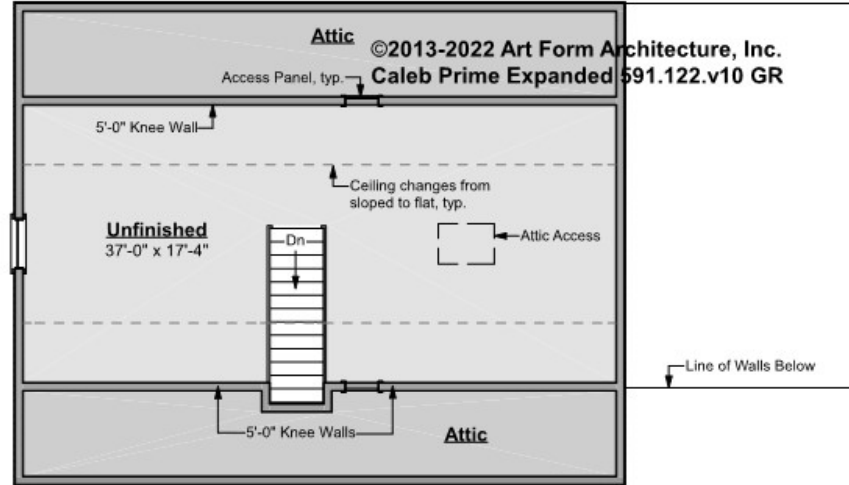 Attic
©2013-2022 Art Form Architecture, Inc.
Access Panel, typ.
Caleb Prime Expanded 591.122.v10 GR
5'-0" Knee Wall
Ceiling changes from
sloped to flat, typ.
Unfinished
37'-0" x 17'-4"
Dn
Attic Access
Line of Walls Below
5'-0" Knee Walls
Attic